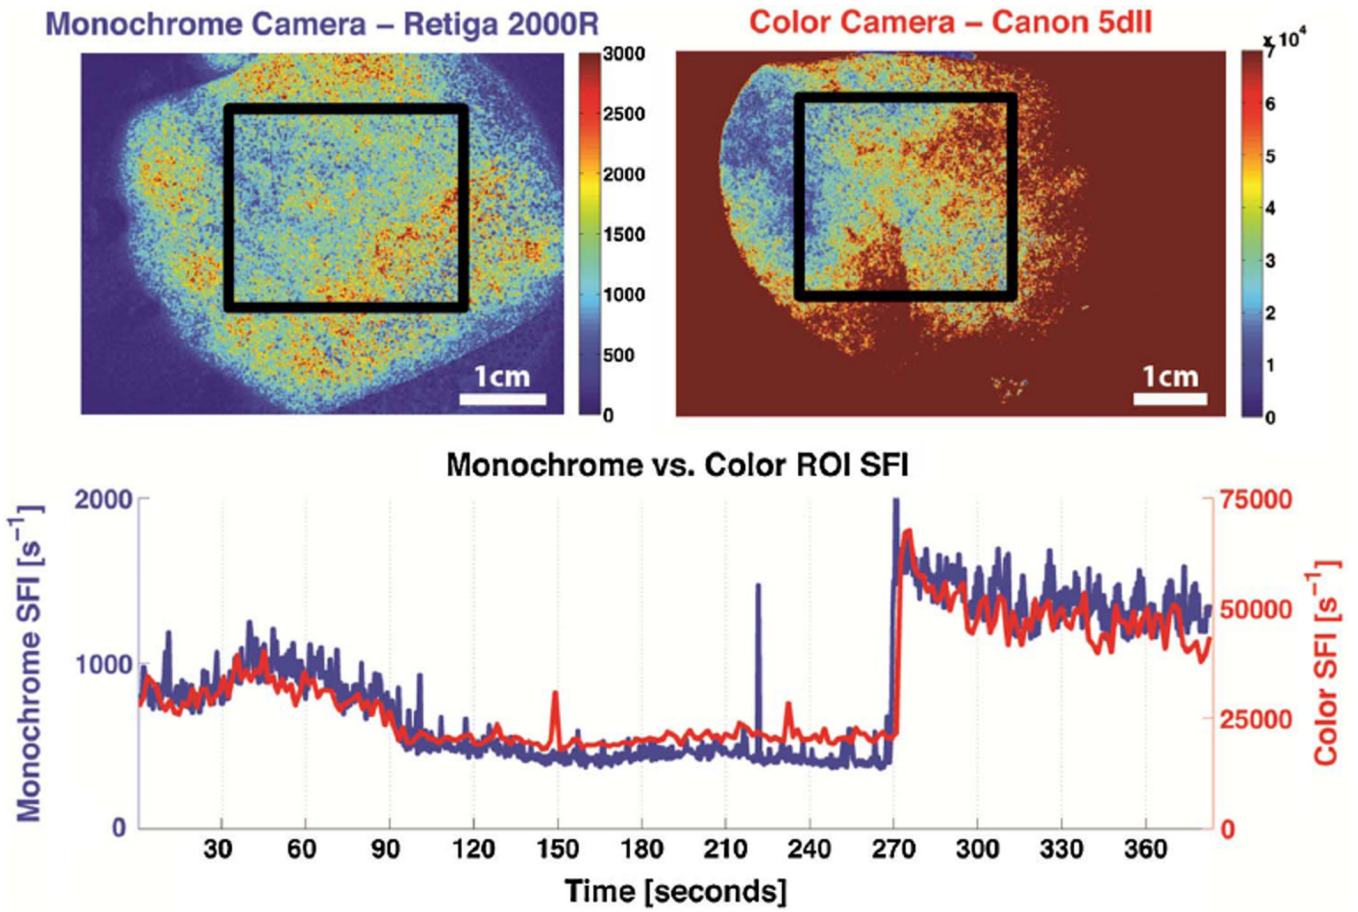 Monochrome Camera – Retiga 2000R
3000
2500
2000
1500
1000
500
0
1cm
Color Camera – Canon 5dII
x 10⁴
7
6
5
4
3
2
1
0
1cm
Monochrome vs. Color ROI SFI
Monochrome SFI [s⁻¹]
2000
1000
0
75000
50000
25000
0
Color SFI [s⁻¹]
30 60 90 120 150 180 210 240 270 300 330 360
Time [seconds]